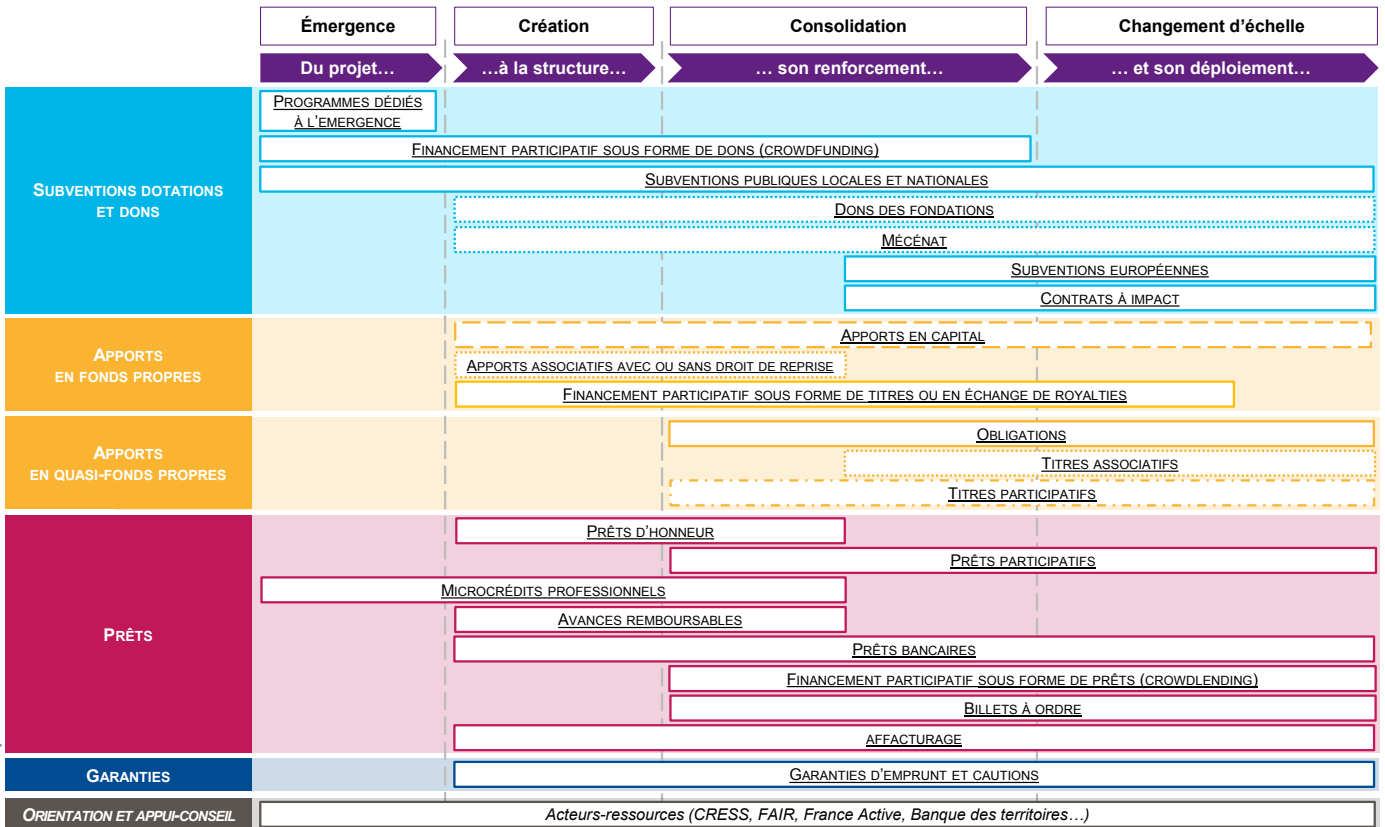 Émergence
Création
Consolidation
Changement d'échelle
Du projet…
…à la structure…
… son renforcement…
… et son déploiement…
SUBVENTIONS DOTATIONS
ET DONS
PROGRAMMES DÉDIÉS
À L'EMERGENCE
FINANCEMENT PARTICIPATIF SOUS FORME DE DONS (CROWDFUNDING)
SUBVENTIONS PUBLIQUES LOCALES ET NATIONALES
DONS DES FONDATIONS
MÉCÉNAT
SUBVENTIONS EUROPÉENNES
CONTRATS À IMPACT
APPORTS
EN FONDS PROPRES
APPORTS EN CAPITAL
APPORTS ASSOCIATIFS AVEC OU SANS DROIT DE REPRISE
FINANCEMENT PARTICIPATIF SOUS FORME DE TITRES OU EN ÉCHANGE DE ROYALTIES
APPORTS
EN QUASI-FONDS PROPRES
OBLIGATIONS
TITRES ASSOCIATIFS
TITRES PARTICIPATIFS
PRÊTS
PRÊTS D'HONNEUR
PRÊTS PARTICIPATIFS
MICROCRÉDITS PROFESSIONNELS
AVANCES REMBOURSABLES
PRÊTS BANCAIRES
FINANCEMENT PARTICIPATIF SOUS FORME DE PRÊTS (CROWDLENDING)
BILLETS À ORDRE
AFFACTURAGE
GARANTIES
GARANTIES D'EMPRUNT ET CAUTIONS
ORIENTATION ET APPUI-CONSEIL
Acteurs-ressources (CRESS, FAIR, France Active, Banque des territoires…)